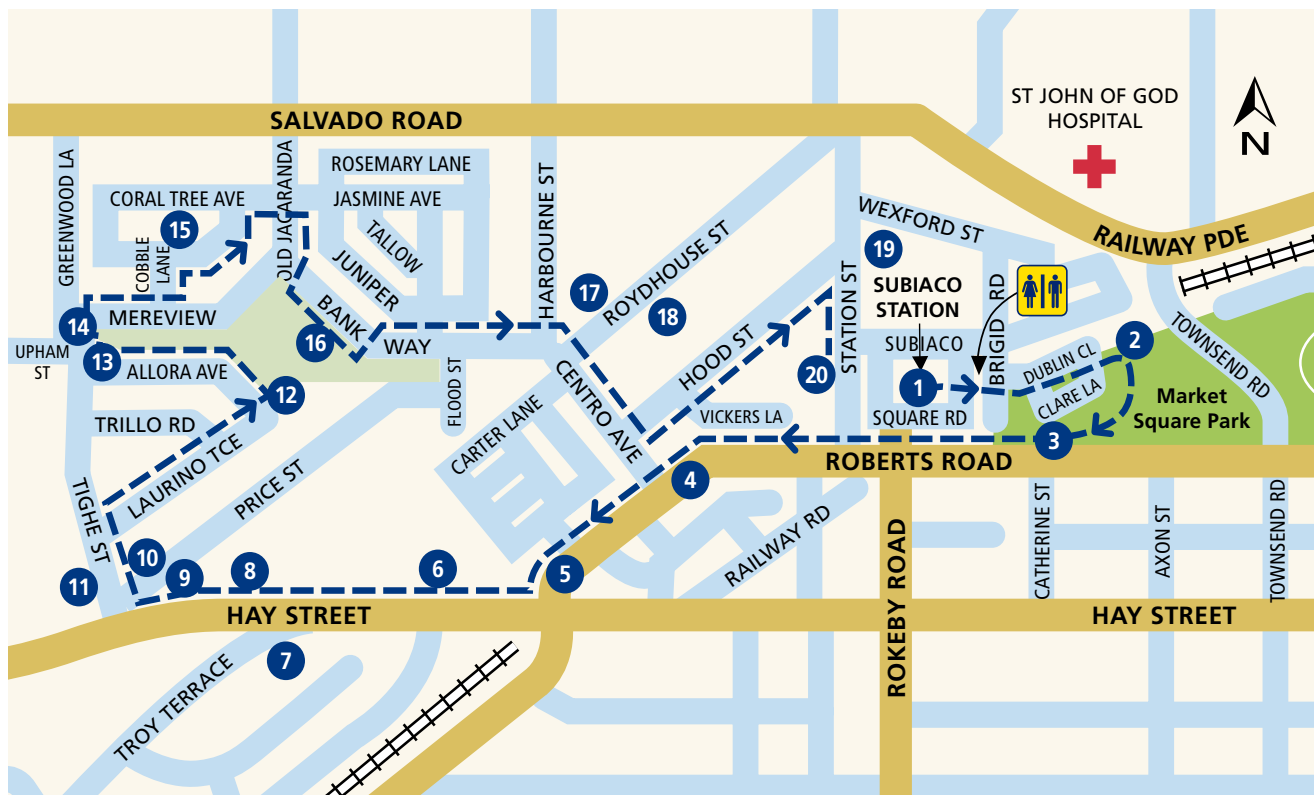 ST JOHN OF GOD
HOSPITAL
N
SALVADO ROAD
RAILWAY PDE
GREENWOOD LA
ROSEMARY LANE
CORAL TREE AVE
JASMINE AVE
OLD JACARANDA
TALLOW
JUNIPER
HARBOURNE ST
WEXFORD ST
15
COBBLE
LANE
19
SUBIACO
STATION
ROYDHOUSE ST
17
18
BRIGID RD
STATION ST
TOWNSEND RD
MEREVIEW
14
BANK
16
WAY
HOOD ST
SUBIACO
2
UPHAM
ST
13
ALLORA AVE
DUBLIN CL
CLARE LA
20
1
12
FLOOD ST
CENTRO AVE
Market
Square Park
VICKERS LA
SQUARE RD
TRILLO RD
CARTER LANE
3
ROBERTS ROAD
4
LAURINO TCE
PRICE ST
TIGHE ST
RAILWAY RD
CATHERINE ST
AXON ST
TOWNSEND RD
10
11
9
8
6
5
HAY STREET
HAY STREET
ROKEBY ROAD
7
TROY TERRACE